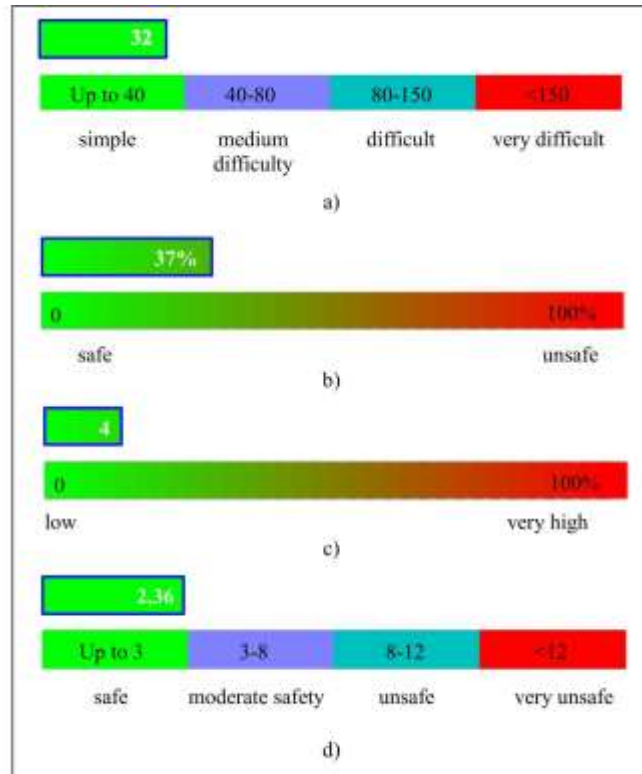 32
Up to 40 40-80 80-150 <150
simple medium difficulty difficult very difficult
a)
37%
0 100%
safe unsafe
b)
4
0 100%
low very high
c)
2,36
Up to 3 3-8 8-12 <12
safe moderate safety unsafe very unsafe
d)